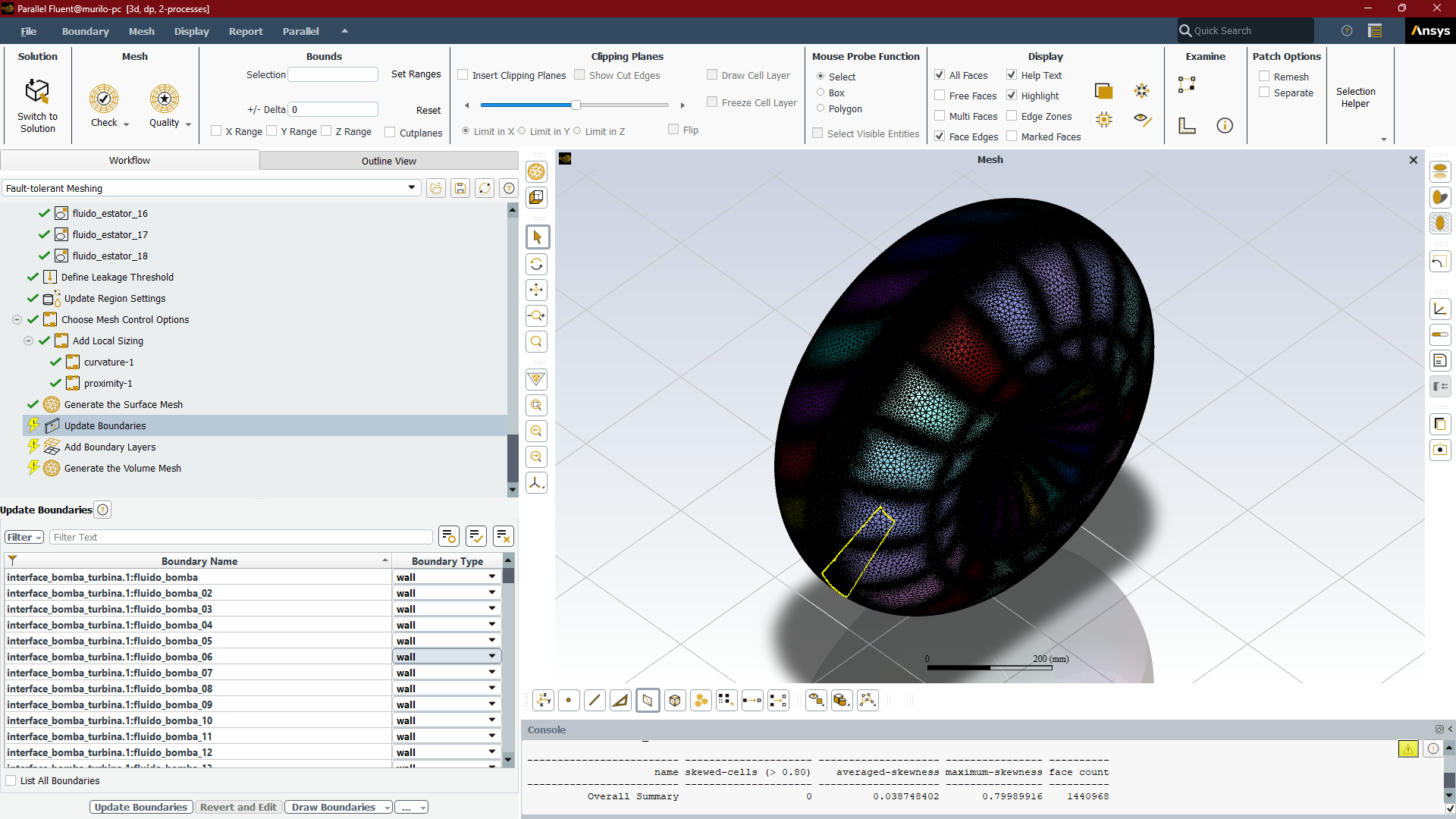 Parallel Fluent@murilo-pc [3d, dp, 2-processes]
File Boundary Mesh Display Report Parallel
Quick Search
Ansys
Solution Mesh Bounds Clipping Planes Mouse Probe Function Display Examine Patch Options
Switch to
Solution
Check Quality
Selection Set Ranges
+/- Delta 0 Reset
X Range Y Range Z Range Cutplanes
Insert Clipping Planes Show Cut Edges Draw Cell Layer
Freeze Cell Layer
Limit in X Limit in Y Limit in Z Flip
Select
Box
Polygon
Select Visible Entities
All Faces Help Text
Free Faces Highlight
Multi Faces Edge Zones
Face Edges Marked Faces
Remesh
Separate
Selection
Helper
Workflow Outline View
Fault-tolerant Meshing
fluido_estator_16
fluido_estator_17
fluido_estator_18
Define Leakage Threshold
Update Region Settings
Choose Mesh Control Options
Add Local Sizing
curvature-1
proximity-1
Generate the Surface Mesh
Update Boundaries
Add Boundary Layers
Generate the Volume Mesh
Update Boundaries
Filter Filter Text
Boundary Name Boundary Type
interface_bomba_turbina.1:fluido_bomba wall
interface_bomba_turbina.1:fluido_bomba_02 wall
interface_bomba_turbina.1:fluido_bomba_03 wall
interface_bomba_turbina.1:fluido_bomba_04 wall
interface_bomba_turbina.1:fluido_bomba_05 wall
interface_bomba_turbina.1:fluido_bomba_06 wall
interface_bomba_turbina.1:fluido_bomba_07 wall
interface_bomba_turbina.1:fluido_bomba_08 wall
interface_bomba_turbina.1:fluido_bomba_09 wall
interface_bomba_turbina.1:fluido_bomba_10 wall
interface_bomba_turbina.1:fluido_bomba_11 wall
interface_bomba_turbina.1:fluido_bomba_12 wall
List All Boundaries
Update Boundaries Revert and Edit Draw Boundaries ...
Mesh
0 200 (mm)
Console
name skewed-cells (> 0.80) averaged-skewness maximum-skewness face count
Overall Summary 0 0.038748402 0.79989916 1440968